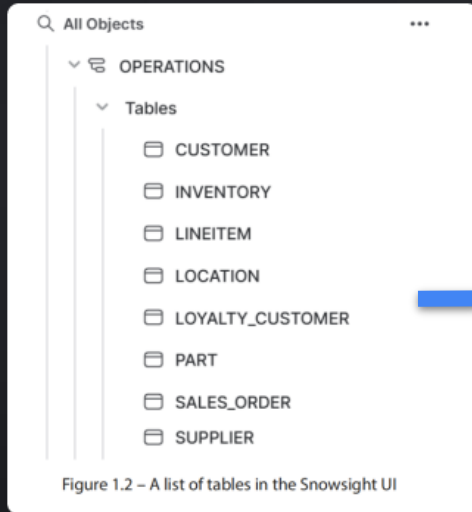 All Objects
OPERATIONS
Tables
CUSTOMER
INVENTORY
LINEITEM
LOCATION
LOYALTY_CUSTOMER
PART
SALES_ORDER
SUPPLIER
Figure 1.2 – A list of tables in the Snowsight UI